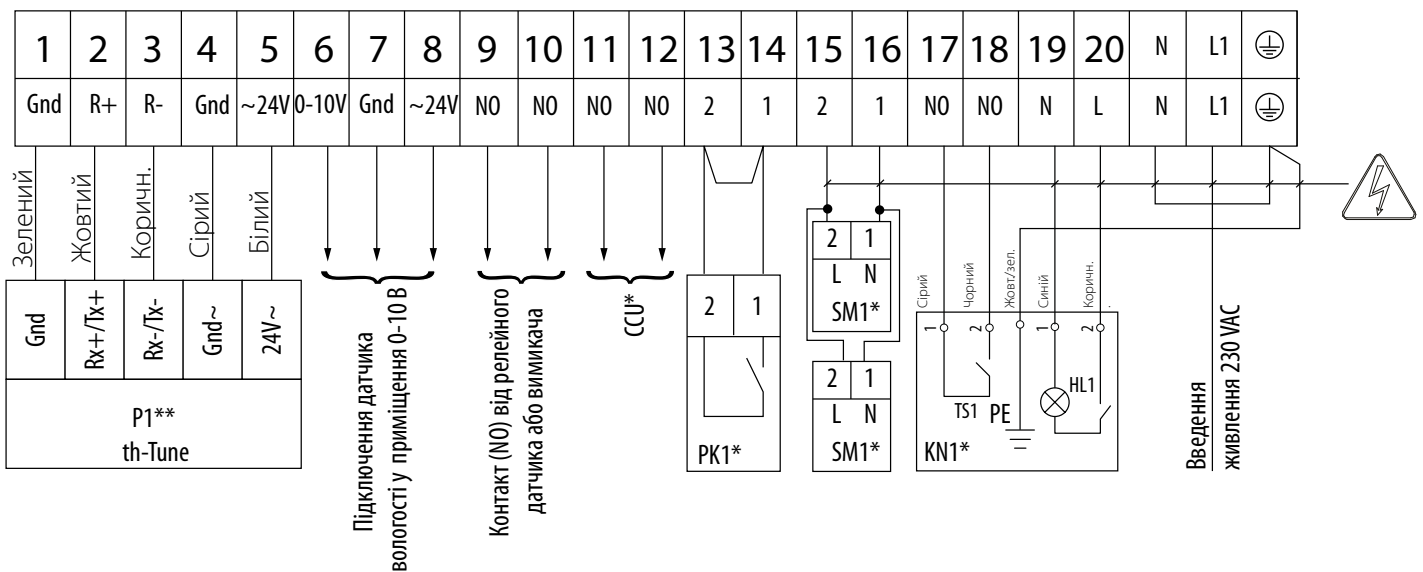 1 2 3 4 5 6 7 8 9 10 11 12 13 14 15 16 17 18 19 20 N L1
Gnd R+ R- Gnd ~24V 0-10V Gnd ~24V NO NO NO NO 2 1 2 1 NO NO N L N L1
Зелений
Жовтий
Коричн.
Сірий
Білий
Gnd
Rx+/Tx+
Rx-/Tx-
Gnd~
24V~
P1**
th-Tune
Підключення датчика
вологості у приміщення 0-10 В
Контакт (NO) від релейного
датчика або вимикача
CCU*
2 1
PK1*
2 1
L N
SM1*
2 1
L N
SM1*
Сірий
Чорний
Жовт/зел.
Синій
Коричн.
1 2 1 2
TS1 PE
HL1
KN1*
Введення
живлення 230 VAC